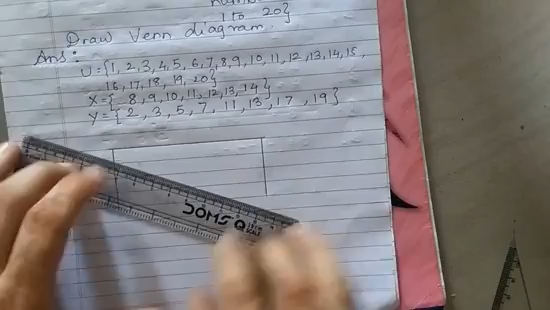 1 to 20}
Draw Venn diagram.
Ans:
U = {1, 2, 3, 4, 5, 6, 7, 8, 9, 10, 11, 12, 13, 14, 15,
16, 17, 18, 19, 20}
X = { 8, 9, 10, 11, 12, 13, 14}
Y = { 2, 3, 5, 7, 11, 13, 17, 19}
DOMS